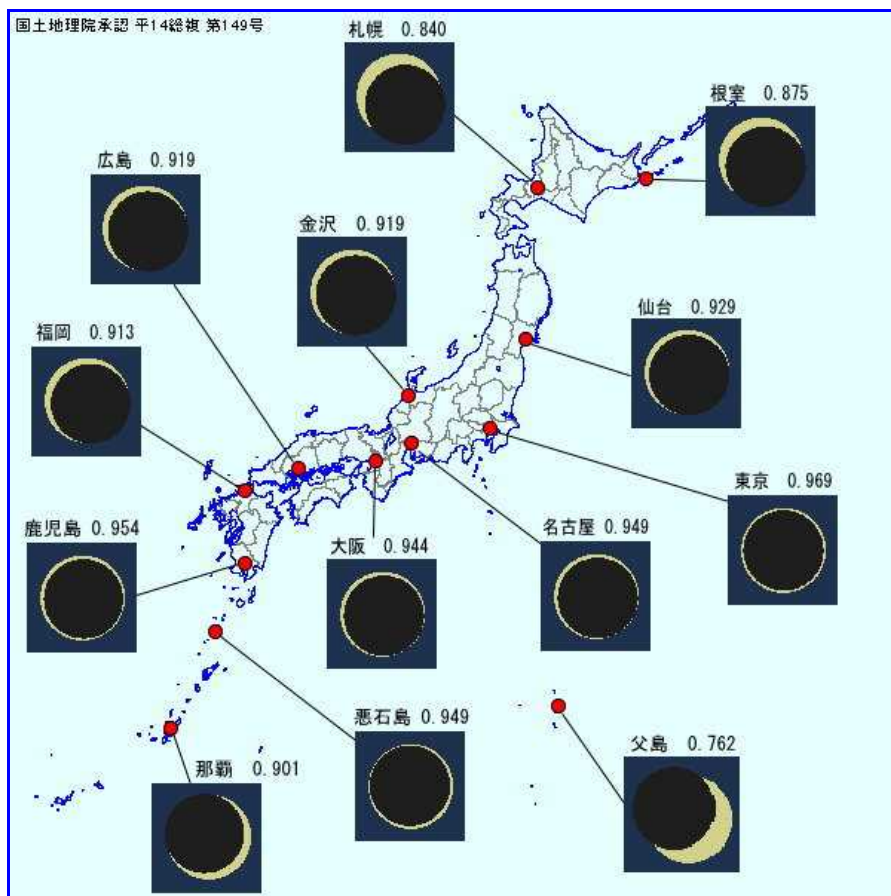 国土地理院承認 平14総複 第149号
札幌 0.840
根室 0.875
広島 0.919
金沢 0.919
仙台 0.929
福岡 0.913
東京 0.969
鹿児島 0.954
大阪 0.944
名古屋 0.949
悪石島 0.949
父島 0.762
那覇 0.901